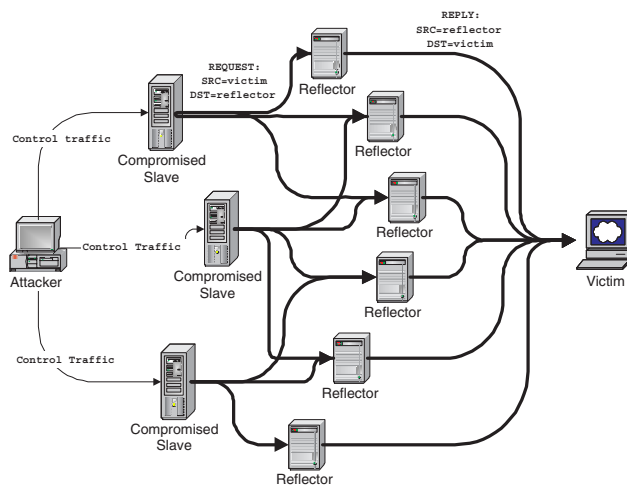 REPLY:
SRC=reflector
DST=victim
REQUEST:
SRC=victim
DST=reflector
Reflector
Control traffic
Reflector
Compromised
Slave
Reflector
Control Traffic
Attacker
Compromised
Slave
Victim
Reflector
Control Traffic
Reflector
Compromised
Slave
Reflector